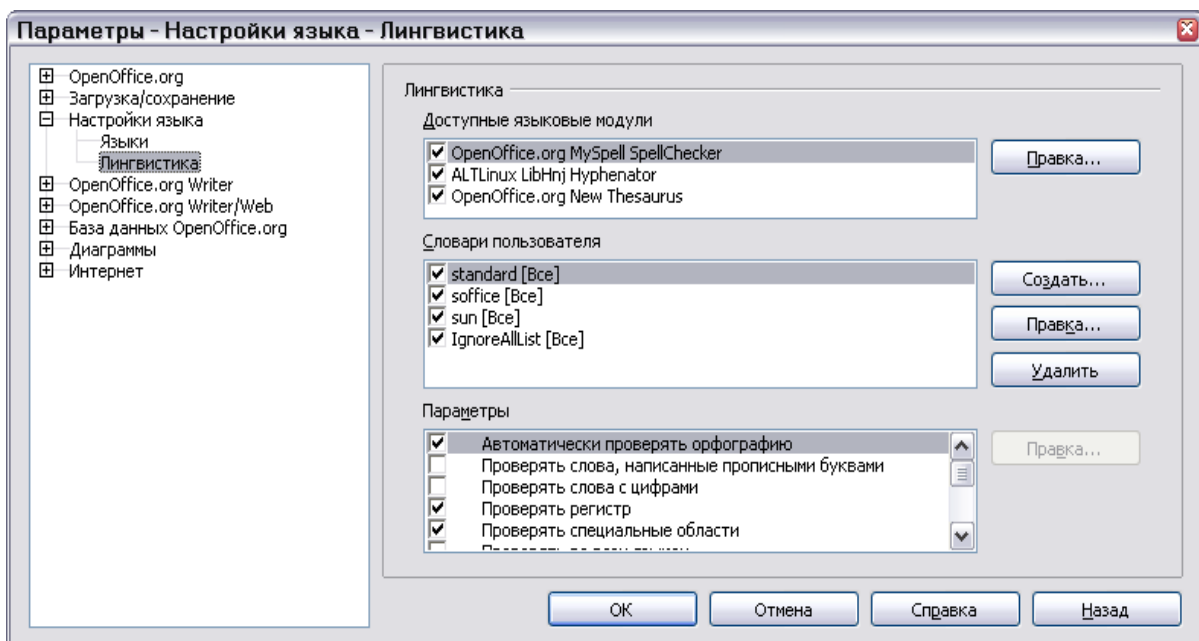 Параметры - Настройки языка - Лингвистика
OpenOffice.org
Загрузка/сохранение
Настройки языка
Языки
Лингвистика
OpenOffice.org Writer
OpenOffice.org Writer/Web
База данных OpenOffice.org
Диаграммы
Интернет
Лингвистика
Доступные языковые модули
OpenOffice.org MySpell SpellChecker
ALTLinux LibHnj Hyphenator
OpenOffice.org New Thesaurus
Правка...
Словари пользователя
standard [Все]
soffice [Все]
sun [Все]
IgnoreAllList [Все]
Создать...
Правка...
Удалить
Параметры
Автоматически проверять орфографию
Проверять слова, написанные прописными буквами
Проверять слова с цифрами
Проверять регистр
Проверять специальные области
Правка...
ОК
Отмена
Справка
Назад